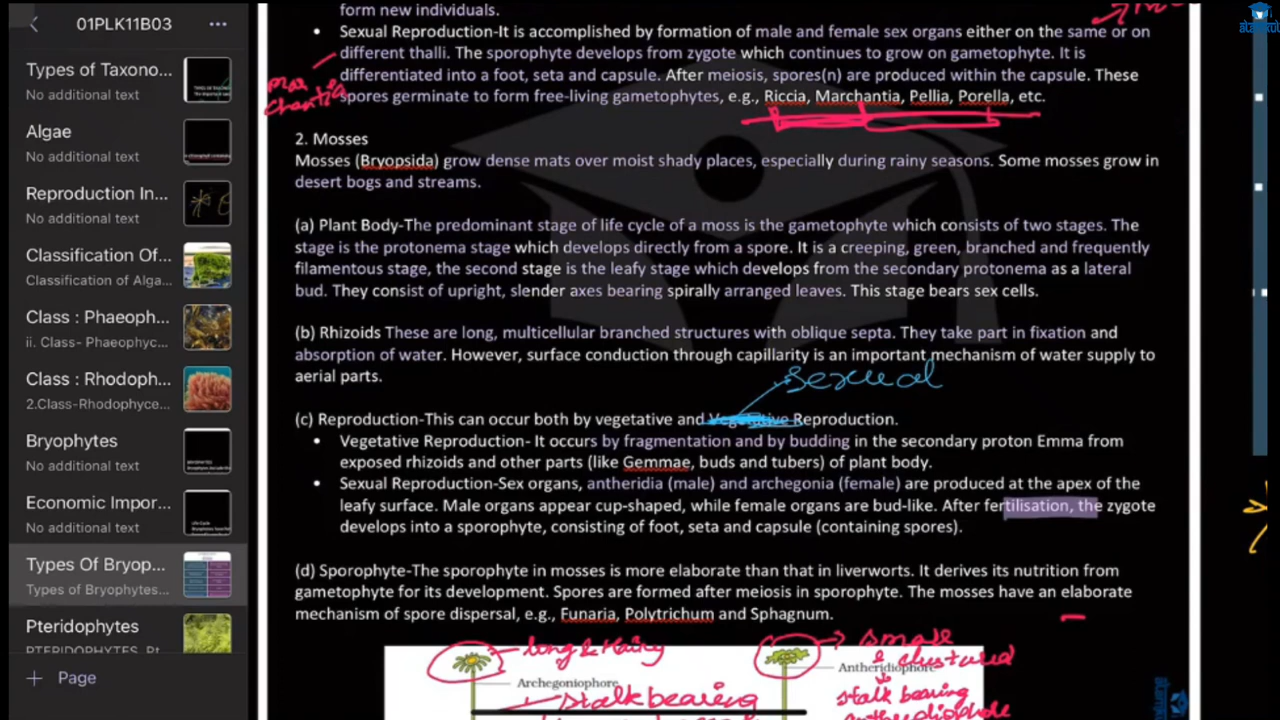 01PLK11B03
Types of Taxono...
No additional text
Algae
No additional text
Reproduction In...
No additional text
Classification Of...
Classification of Alga...
Class : Phaeoph...
ii. Class- Phaeophyc...
Class : Rhodoph...
2.Class-Rhodophyce...
Bryophytes
No additional text
Economic Impor...
No additional text
Types Of Bryop...
Types of Bryophytes...
Pteridophytes
+ Page
form new individuals.
• Sexual Reproduction-It is accomplished by formation of male and female sex organs either on the same or on
different thalli. The sporophyte develops from zygote which continues to grow on gametophyte. It is
differentiated into a foot, seta and capsule. After meiosis, spores(n) are produced within the capsule. These
spores germinate to form free-living gametophytes, e.g., Riccia, Marchantia, Pellia, Porella, etc.
Mar
chantia
2. Mosses
Mosses (Bryopsida) grow dense mats over moist shady places, especially during rainy seasons. Some mosses grow in
desert bogs and streams.
(a) Plant Body-The predominant stage of life cycle of a moss is the gametophyte which consists of two stages. The
stage is the protonema stage which develops directly from a spore. It is a creeping, green, branched and frequently
filamentous stage, the second stage is the leafy stage which develops from the secondary protonema as a lateral
bud. They consist of upright, slender axes bearing spirally arranged leaves. This stage bears sex cells.
(b) Rhizoids These are long, multicellular branched structures with oblique septa. They take part in fixation and
absorption of water. However, surface conduction through capillarity is an important mechanism of water supply to
aerial parts.
sexual
(c) Reproduction-This can occur both by vegetative and Vegetative Reproduction.
• Vegetative Reproduction- It occurs by fragmentation and by budding in the secondary proton Emma from
exposed rhizoids and other parts (like Gemmae, buds and tubers) of plant body.
• Sexual Reproduction-Sex organs, antheridia (male) and archegonia (female) are produced at the apex of the
leafy surface. Male organs appear cup-shaped, while female organs are bud-like. After fertilisation, the zygote
develops into a sporophyte, consisting of foot, seta and capsule (containing spores).
(d) Sporophyte-The sporophyte in mosses is more elaborate than that in liverworts. It derives its nutrition from
gametophyte for its development. Spores are formed after meiosis in sporophyte. The mosses have an elaborate
mechanism of spore dispersal, e.g., Eunaria, Polytrichum and Sphagnum.
long & Hairy
small
& clustured
Antheridiophore
Archegoniophore
stalk bearing
stalk bearing